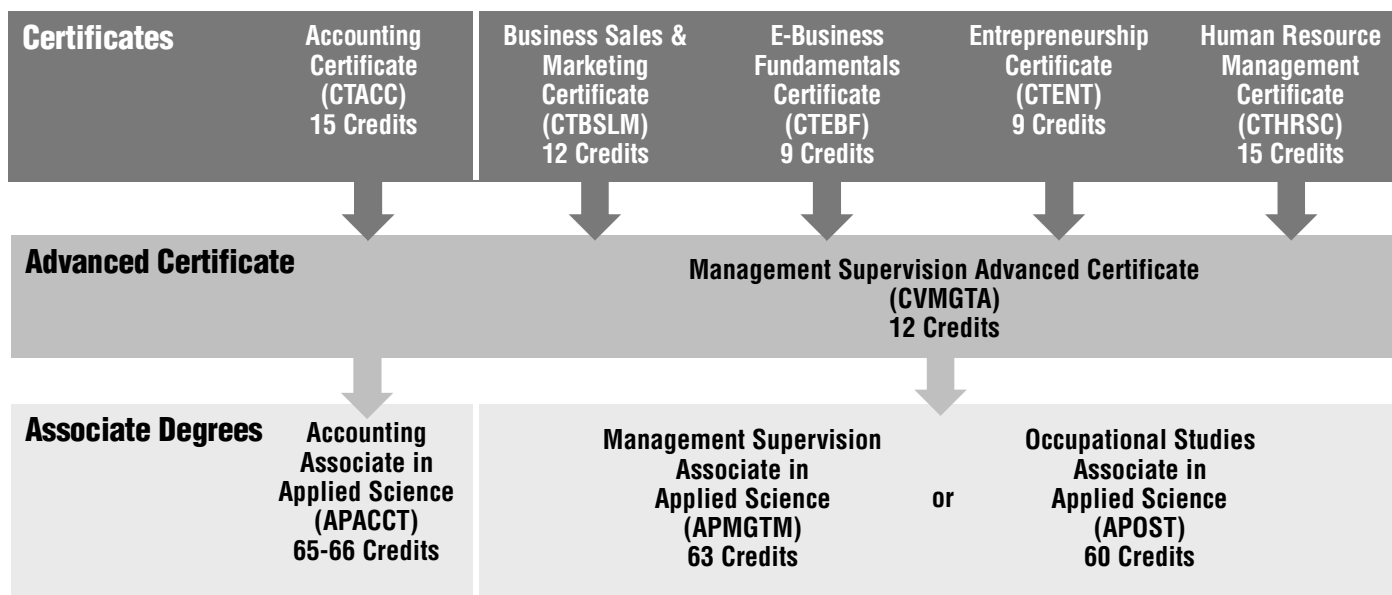 Certificates
Accounting
Certificate
(CTACC)
15 Credits
Business Sales &
Marketing
Certificate
(CTBSLM)
12 Credits
E-Business
Fundamentals
Certificate
(CTEBF)
9 Credits
Entrepreneurship
Certificate
(CTENT)
9 Credits
Human Resource
Management
Certificate
(CTHRSC)
15 Credits
Advanced Certificate
Management Supervision Advanced Certificate
(CVMGTA)
12 Credits
Associate Degrees
Accounting
Associate in
Applied Science
(APACCT)
65-66 Credits
Management Supervision
Associate in
Applied Science
(APMGTM)
63 Credits
or
Occupational Studies
Associate in
Applied Science
(APOST)
60 Credits